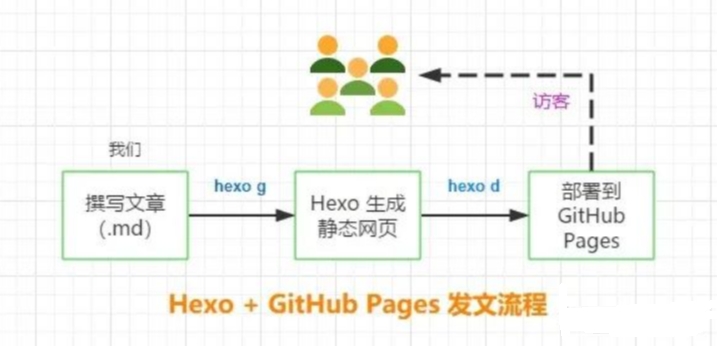 访客
我们
撰写文章
（.md）
hexo g
Hexo 生成
静态网页
hexo d
部署到
GitHub
Pages
Hexo + GitHub Pages 发文流程